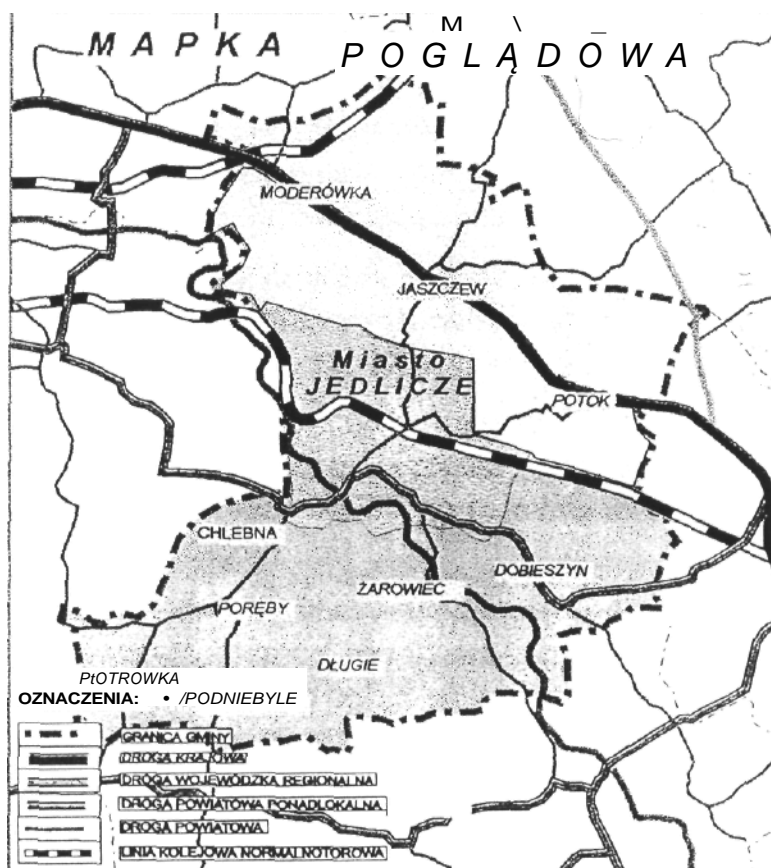 M \ _
MAPKA POGLĄDOWA
MODERÓWKA
JASZCZEW
Miasto
JEDLICZE
POTOK
CHLEBNA
DOBIESZYN
ŻAROWIEC
PORĘBY
DŁUGIE
PtOTROWKA
OZNACZENIA: • /PODNIEBYLE
GRANICA GMINY
DROGA KRAJOWA
DROGA WOJEWÓDZKA REGIONALNA
DROGA POWIATOWA PONADLOKALNA
DROGA POWIATOWA
LINIA KOLEJOWA NORMALNOTOROWA